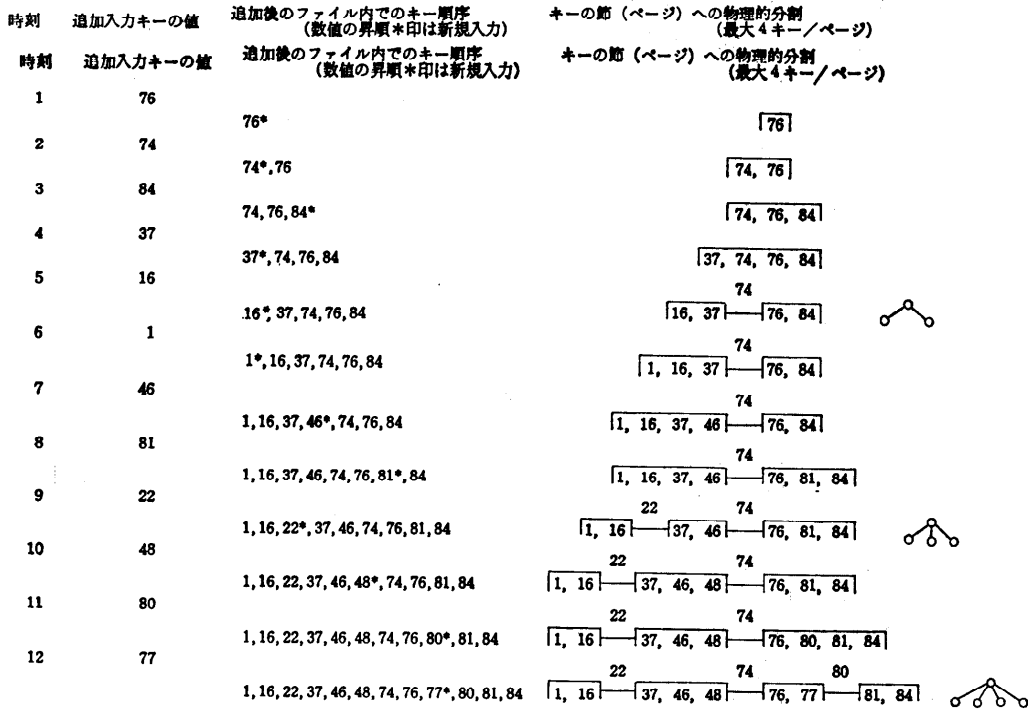 時刻 追加入力キーの値 追加後のファイル内でのキー順序 キーの節（ページ）への物理的分割
(数値の昇順＊印は新規入力) (最大４キー／ページ)
時刻 追加入力キーの値 追加後のファイル内でのキー順序 キーの節（ページ）への物理的分割
(数値の昇順＊印は新規入力) (最大４キー／ページ)
1 76
76* 76
2 74
74*,76 74, 76
3 84
74,76,84* 74, 76, 84
4 37
37*,74,76,84 37, 74, 76, 84
5 16
74
16*, 37,74,76,84 16, 37 76, 84
6 1
74
1*,16,37,74,76,84 1, 16, 37 76, 84
7 46
74
1,16,37,46*,74,76,84 1, 16, 37, 46 76, 84
8 81
74
1,16,37,46,74,76,81*,84 1, 16, 37, 46 76, 81, 84
9 22
22 74
1,16,22*,37,46,74,76,81,84 1, 16 37, 46 76, 81, 84
10 48
22 74
1,16,22,37,46,48*,74,76,81,84 1, 16 37, 46, 48 76, 81, 84
11 80
22 74
1,16,22,37,46,48,74,76,80*,81,84 1, 16 37, 46, 48 76, 80, 81, 84
12 77
22 74 80
1,16,22,37,46,48,74,76,77*,80,81,84 1, 16 37, 46, 48 76, 77 81, 84